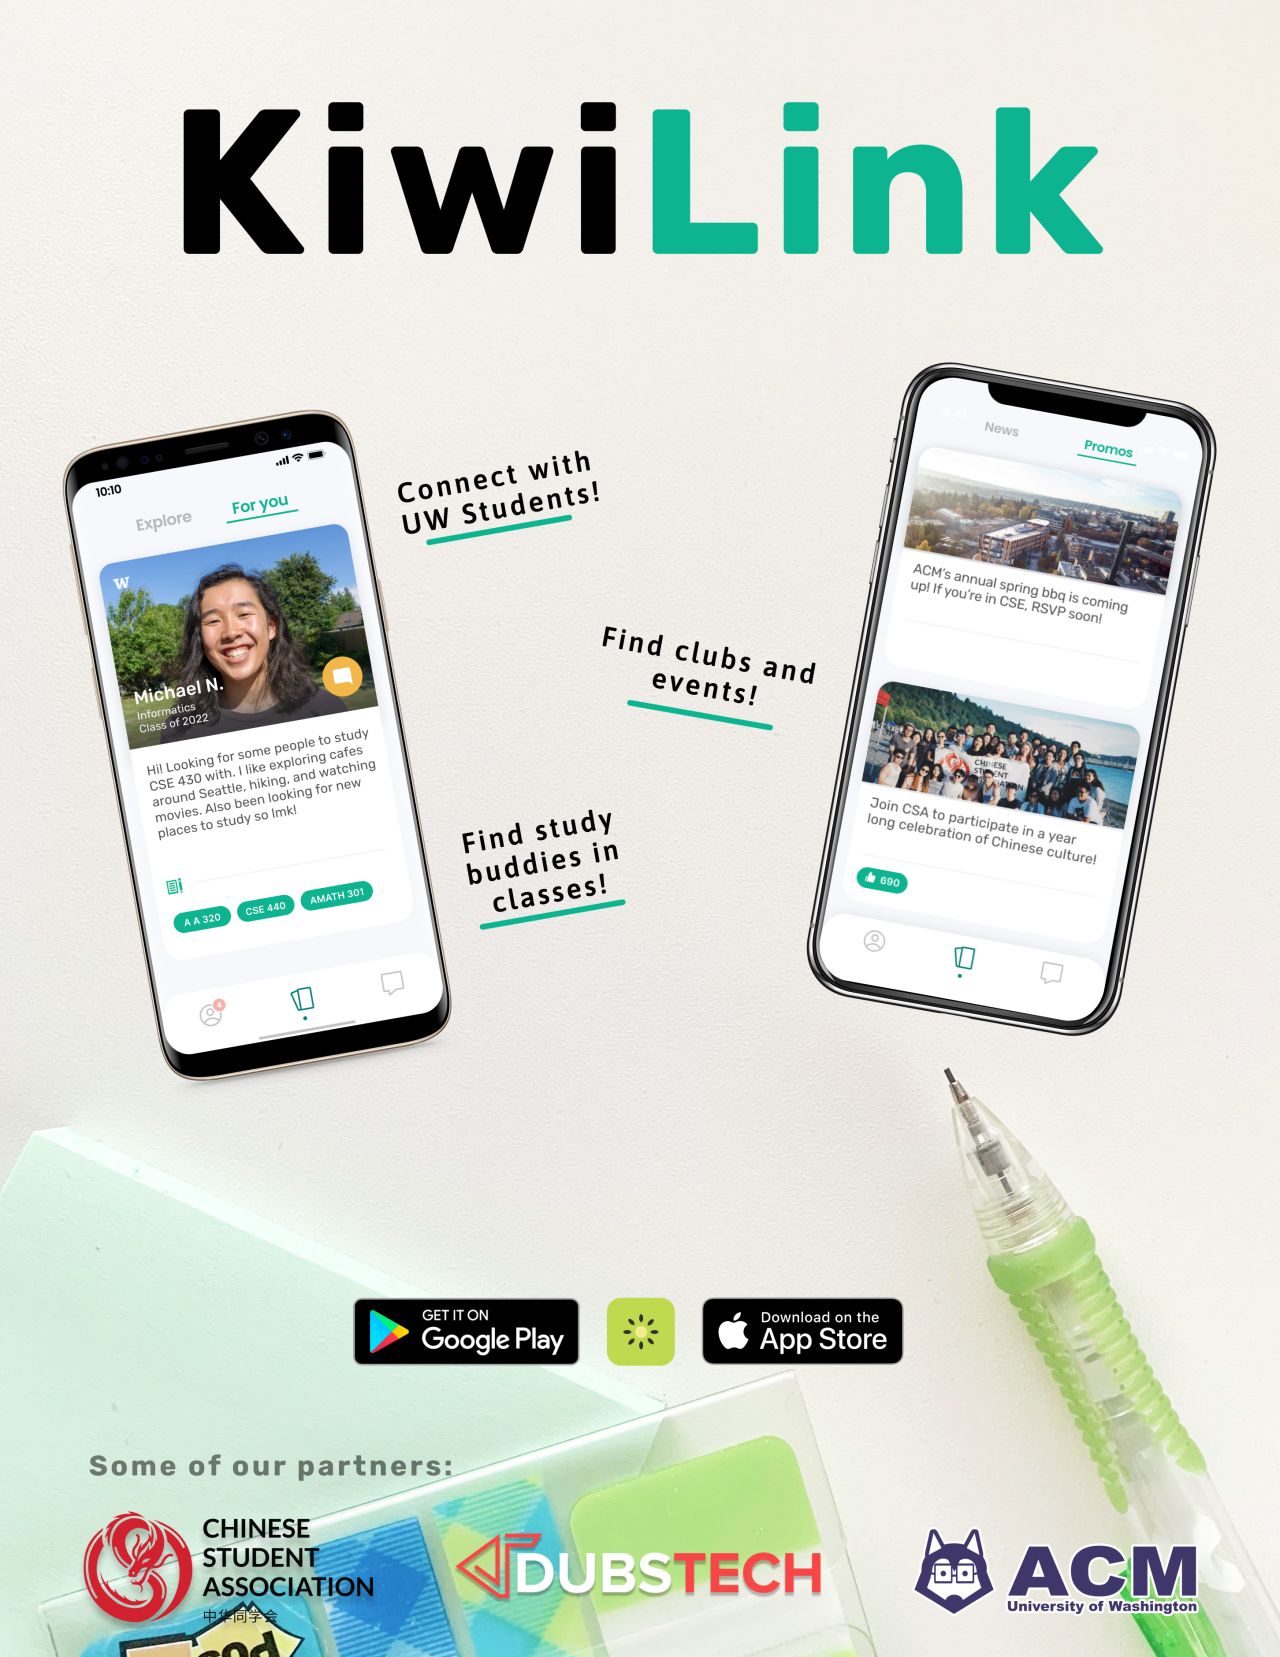 KiwiLink
10:10
Explore
For you
W
Michael N.
Informatics
Class of 2022
Hi! Looking for some people to study
CSE 430 with. I like exploring cafes
around Seattle, hiking, and watching
movies. Also been looking for new
places to study so lmk!
A A 320
CSE 440
AMATH 301
4
Connect with
UW Students!
Find clubs and
events!
Find study
buddies in
classes!
News
Promos
ACM's annual spring bbq is coming
up! If you're in CSE, RSVP soon!
CHINESE
STUDENT
Join CSA to participate in a year
long celebration of Chinese culture!
690
GET IT ON
Google Play
Download on the
App Store
Some of our partners:
CHINESE
STUDENT
ASSOCIATION
中华同学会
DUBSTECH
ACM
University of Washington